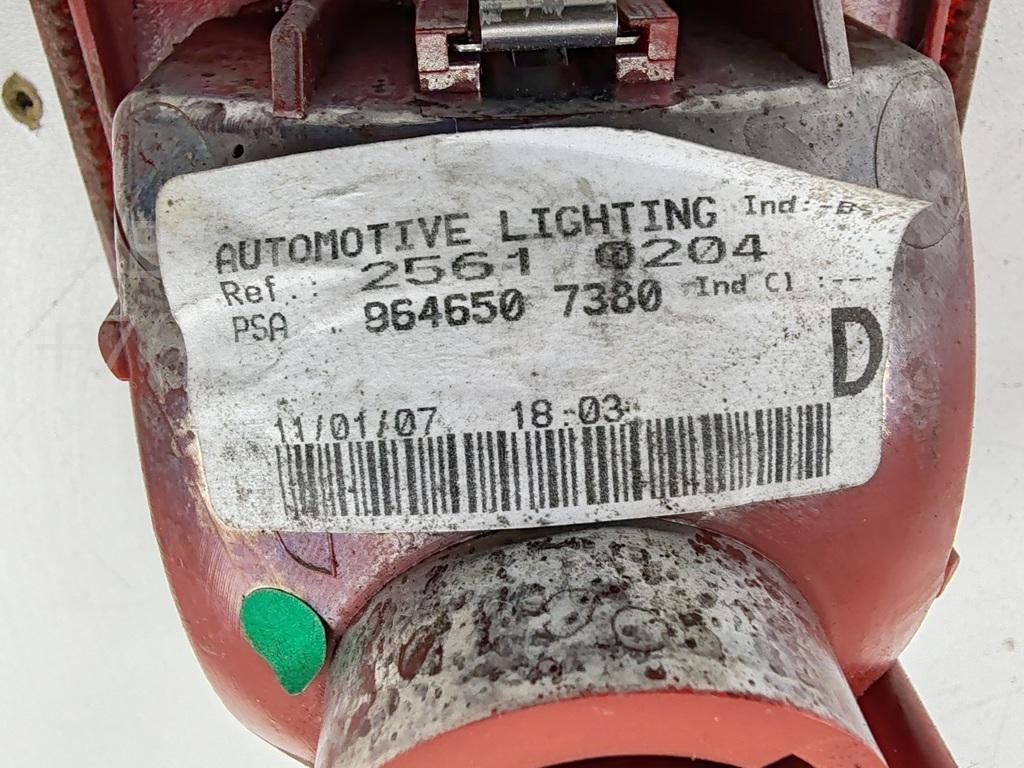 AUTOMOTIVE LIGHTING Ind:-B
Ref.: 2561 0204
PSA : 964650 7380 Ind Cl :---
D
11/01/07 18:03